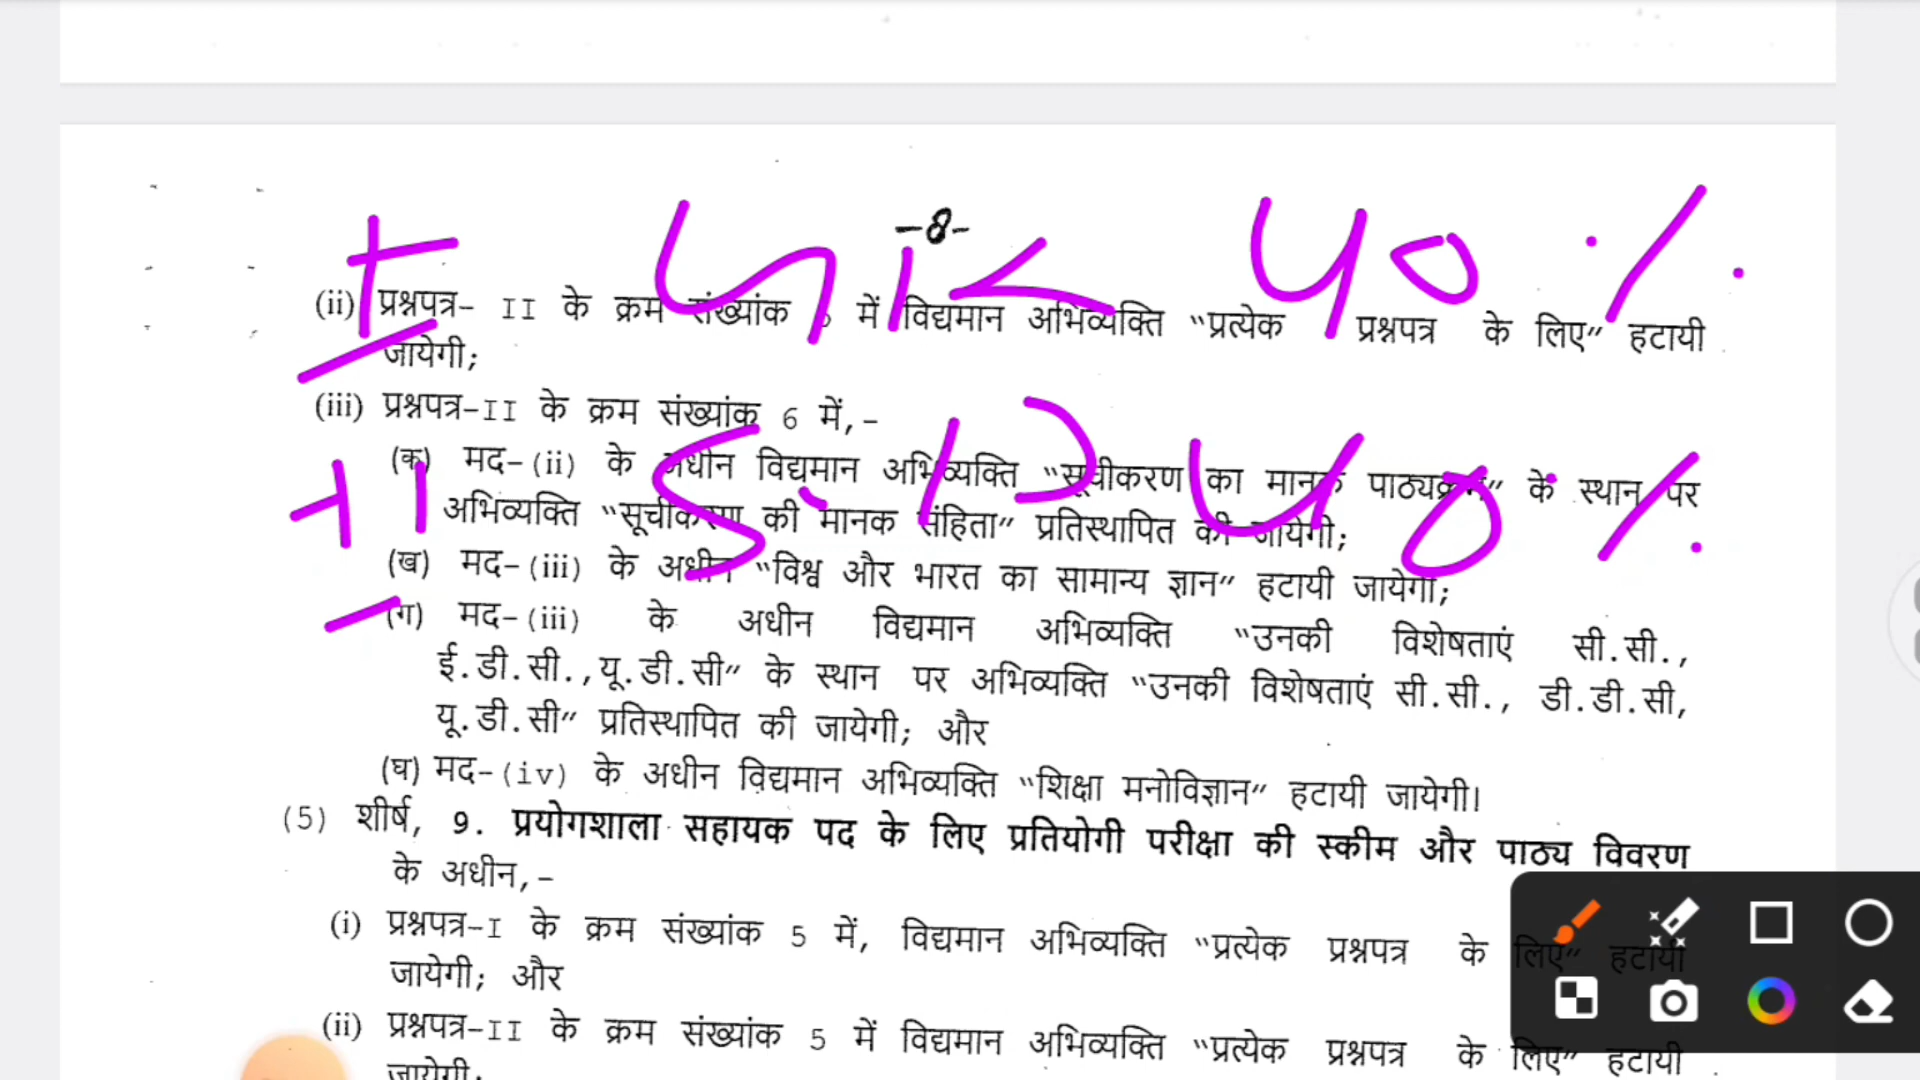 -8-
I G.K 40%
(ii) प्रश्नपत्र- II के क्रम संख्यांक में विद्यमान अभिव्यक्ति “प्रत्येक प्रश्नपत्र के लिए” हटायी
जायेगी;
(iii) प्रश्नपत्र-II के क्रम संख्यांक 6 में,-
(क) मद-(ii) के अधीन विद्यमान अभिव्यक्ति “सूचीकरण का मानक पाठ्यक्रम” के स्थान पर
II 40%
अभिव्यक्ति “सूचीकरण की मानक संहिता” प्रतिस्थापित की जायेगी;
(ख) मद-(iii) के अधीन “विश्व और भारत का सामान्य ज्ञान” हटायी जायेगी;
(ग) मद-(iii) के अधीन विद्यमान अभिव्यक्ति “उनकी विशेषताएं सी.सी.,
ई.डी.सी.,यू.डी.सी” के स्थान पर अभिव्यक्ति “उनकी विशेषताएं सी.सी., डी.डी.सी,
यू.डी.सी” प्रतिस्थापित की जायेगी; और
(घ) मद-(iv) के अधीन विद्यमान अभिव्यक्ति “शिक्षा मनोविज्ञान” हटायी जायेगी।
(5) शीर्ष, 9. प्रयोगशाला सहायक पद के लिए प्रतियोगी परीक्षा की स्कीम और पाठ्य विवरण
के अधीन,-
(i) प्रश्नपत्र-I के क्रम संख्यांक 5 में, विद्यमान अभिव्यक्ति “प्रत्येक प्रश्नपत्र के लिए” हटायी
जायेगी; और
(ii) प्रश्नपत्र-II के क्रम संख्यांक 5 में विद्यमान अभिव्यक्ति “प्रत्येक प्रश्नपत्र के लिए” हटायी
जायेगी;